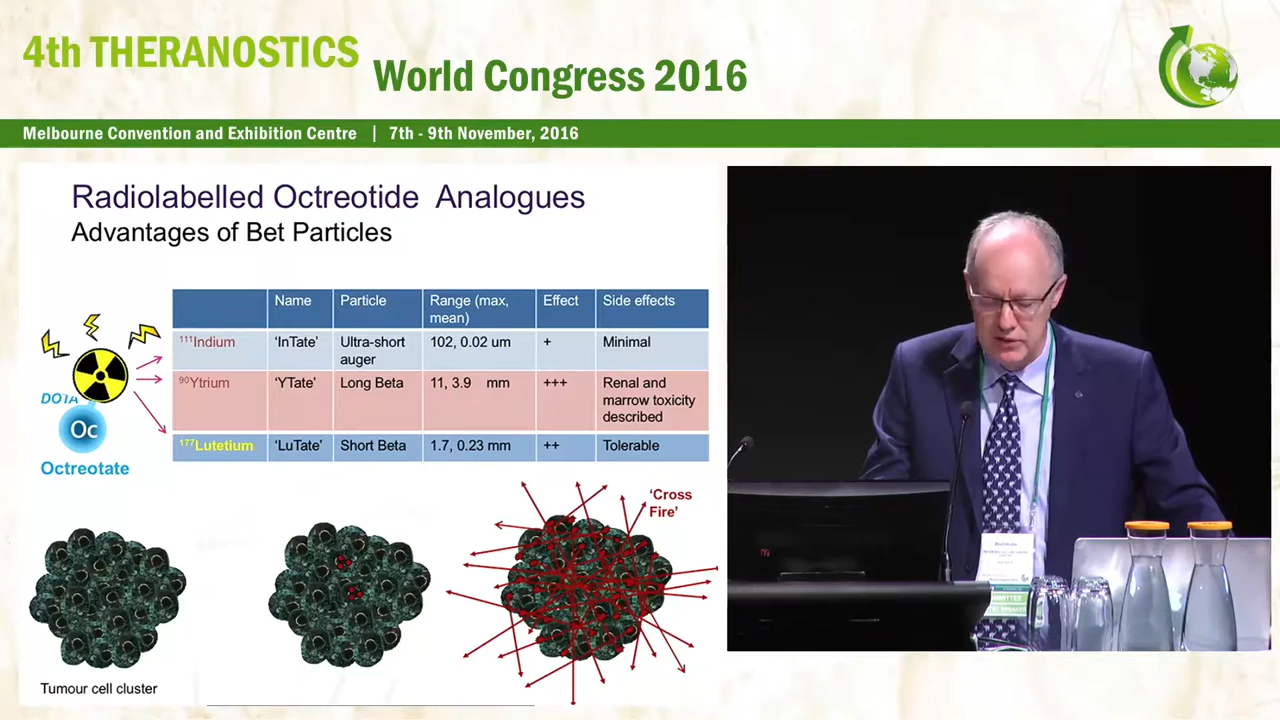 4th THERANOSTICS
World Congress 2016
Melbourne Convention and Exhibition Centre | 7th - 9th November, 2016
Radiolabelled Octreotide Analogues
Advantages of Bet Particles
Name Particle Range (max, mean) Effect Side effects
111Indium 'InTate' Ultra-short auger 102, 0.02 um + Minimal
90Ytrium 'YTate' Long Beta 11, 3.9 mm +++ Renal and marrow toxicity described
177Lutetium 'LuTate' Short Beta 1.7, 0.23 mm ++ Tolerable
DOTA
Oc
Octreotate
'Cross
Fire'
Tumour cell cluster